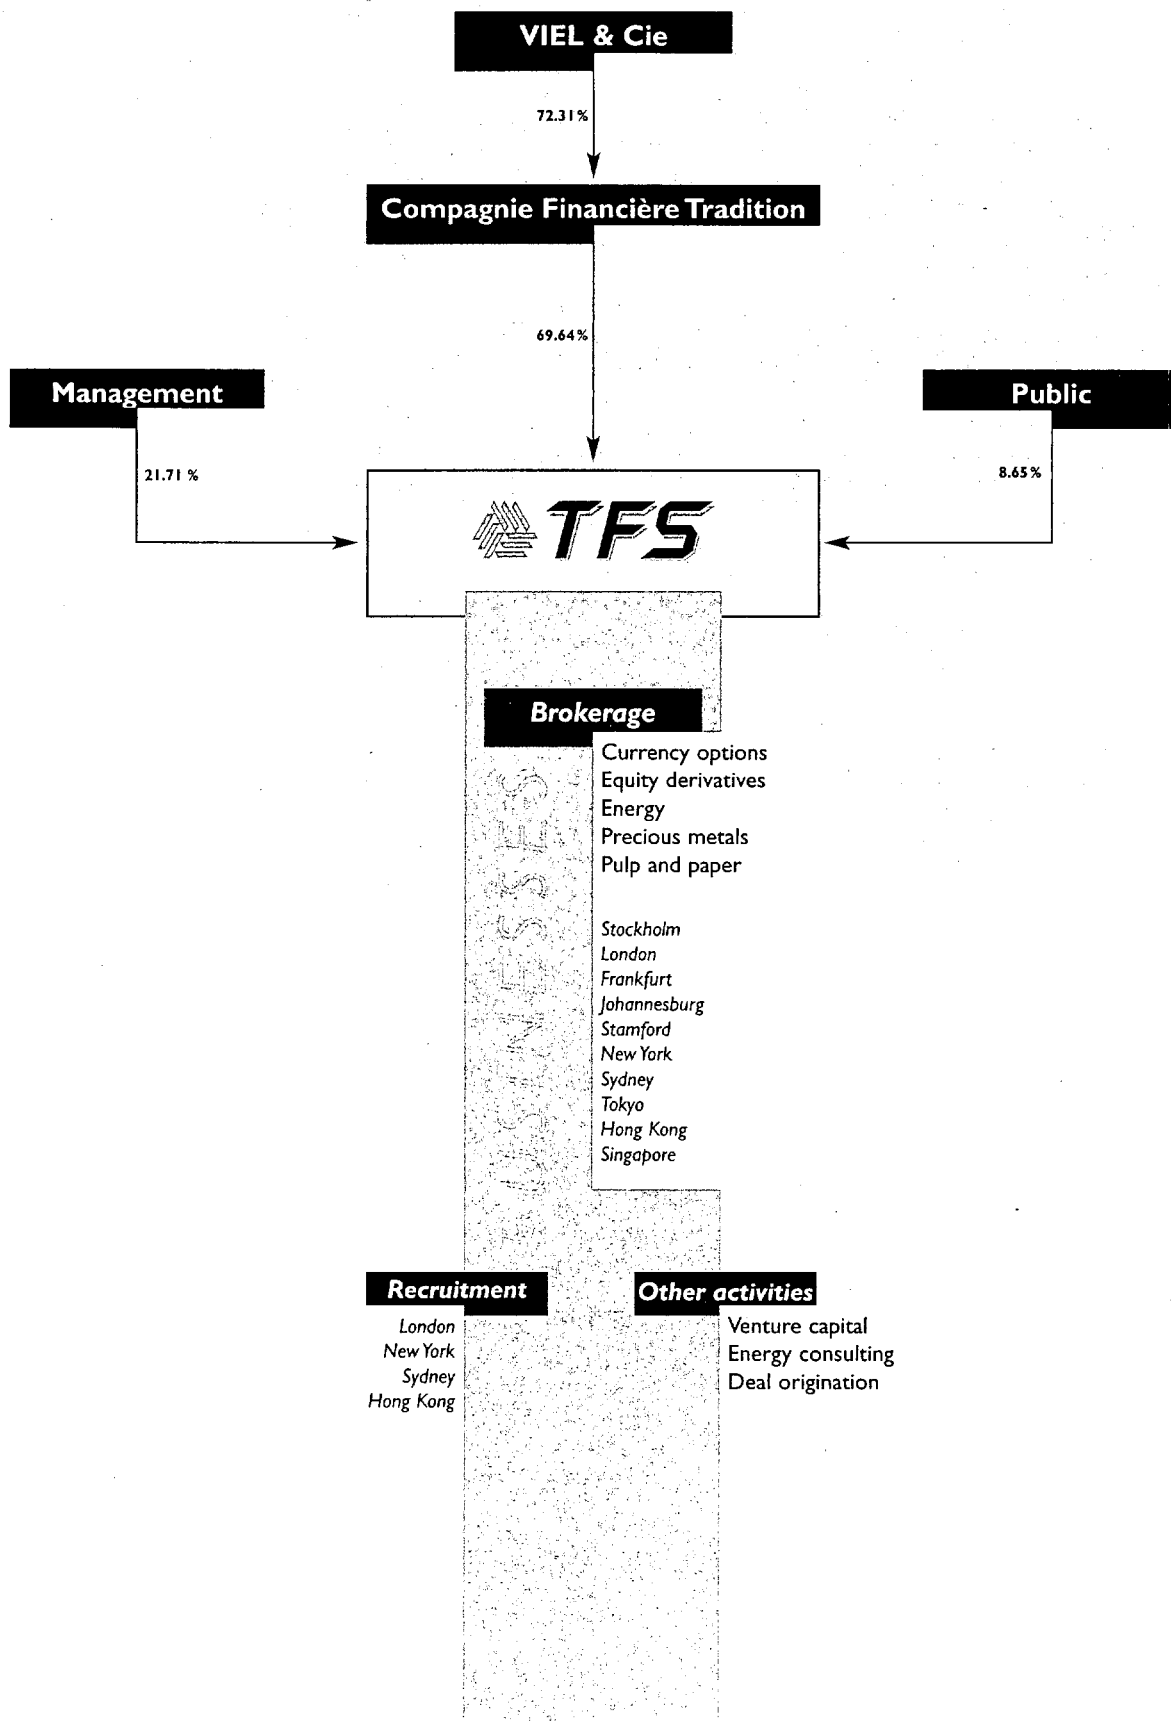 VIEL & Cie
72.31%
Compagnie Financière Tradition
69.64%
Management
Public
21.71 %
8.65%
TFS
Brokerage
Currency options
Equity derivatives
Energy
Precious metals
Pulp and paper
BUSINESSES
Stockholm
London
Frankfurt
Johannesburg
Stamford
New York
Sydney
Tokyo
Hong Kong
Singapore
Recruitment
Other activities
London
New York
Sydney
Hong Kong
Venture capital
Energy consulting
Deal origination